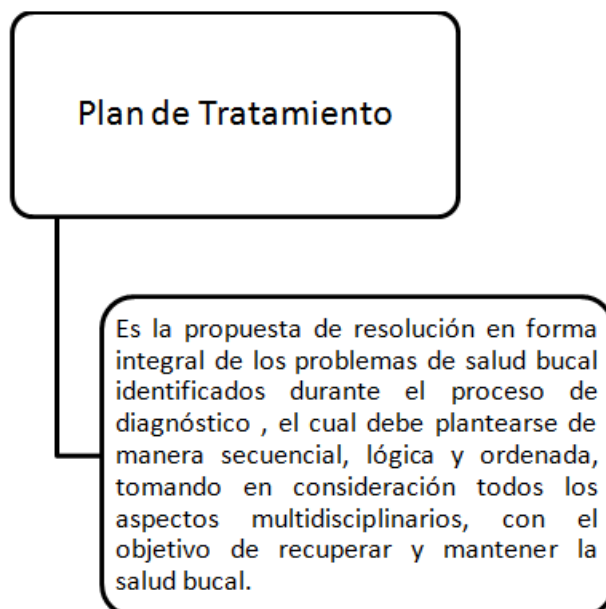 Plan de Tratamiento
Es la propuesta de resolución en forma
integral de los problemas de salud bucal
identificados durante el proceso de
diagnóstico , el cual debe plantearse de
manera secuencial, lógica y ordenada,
tomando en consideración todos los
aspectos multidisciplinarios, con el
objetivo de recuperar y mantener la
salud bucal.